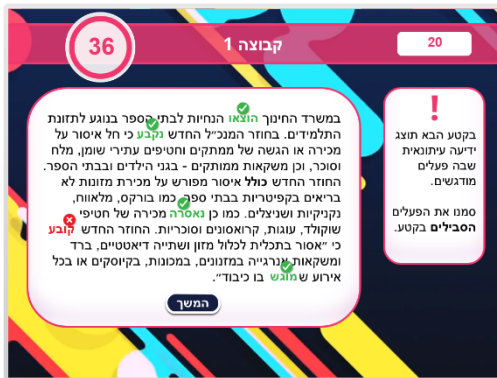 36
קבוצה 1
20
!
בקטע הבא תוצג
ידיעה עיתונאית
שבה פעלים
מודגשים.
סמנו את הפעלים
הסבילים בקטע.
במשרד החינוך הוצאו הנחיות לבתי הספר בנוגע לתזונת
התלמידים. בחוזר המנכ״ל החדש נקבע כי חל איסור על
מכירה או הגשה של ממתקים וחטיפים עתירי שומן, מלח
וסוכר, וכן משקאות ממותקים - בגני הילדים ובבתי הספר.
החוזר החדש כולל איסור מפורש על מכירת מזונות לא
בריאים בקפיטריות בבתי ספר כמו בורקס, מלאווח,
נקניקיות ושניצלים. כמו כן נאסרה מכירה של חטיפי
שוקולד, עוגות, קרואסונים וסוכריות. החוזר החדש קובע
כי ״אסור בתכלית לכלול מזון ושתייה דיאטטיים, ברד
ומשקאות אנרגייה במזנונים, במכונות, בקיוסקים או בכל
אירוע שמוגש בו כיבוד״.
המשך